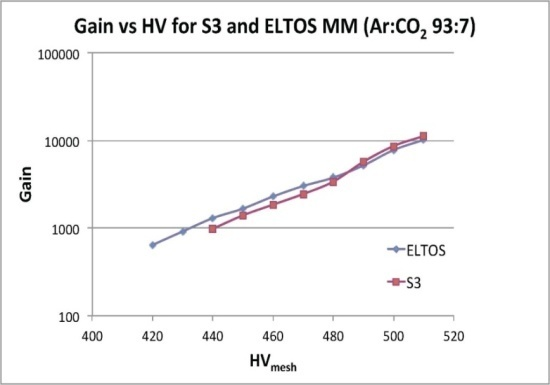 Gain vs HV for S3 and ELTOS MM (Ar:CO₂ 93:7)
100000
10000
1000
100
Gain
400 420 440 460 480 500 520
HVmesh
ELTOS
S3